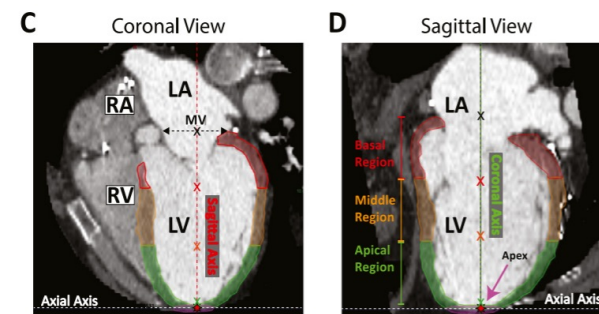 C
Coronal View
RA
LA
MV
RV
LV
Sagittal Axis
Axial Axis
D
Sagittal View
LA
Basal
Region
Middle
Region
Apical
Region
LV
Coronal Axis
Apex
Axial Axis